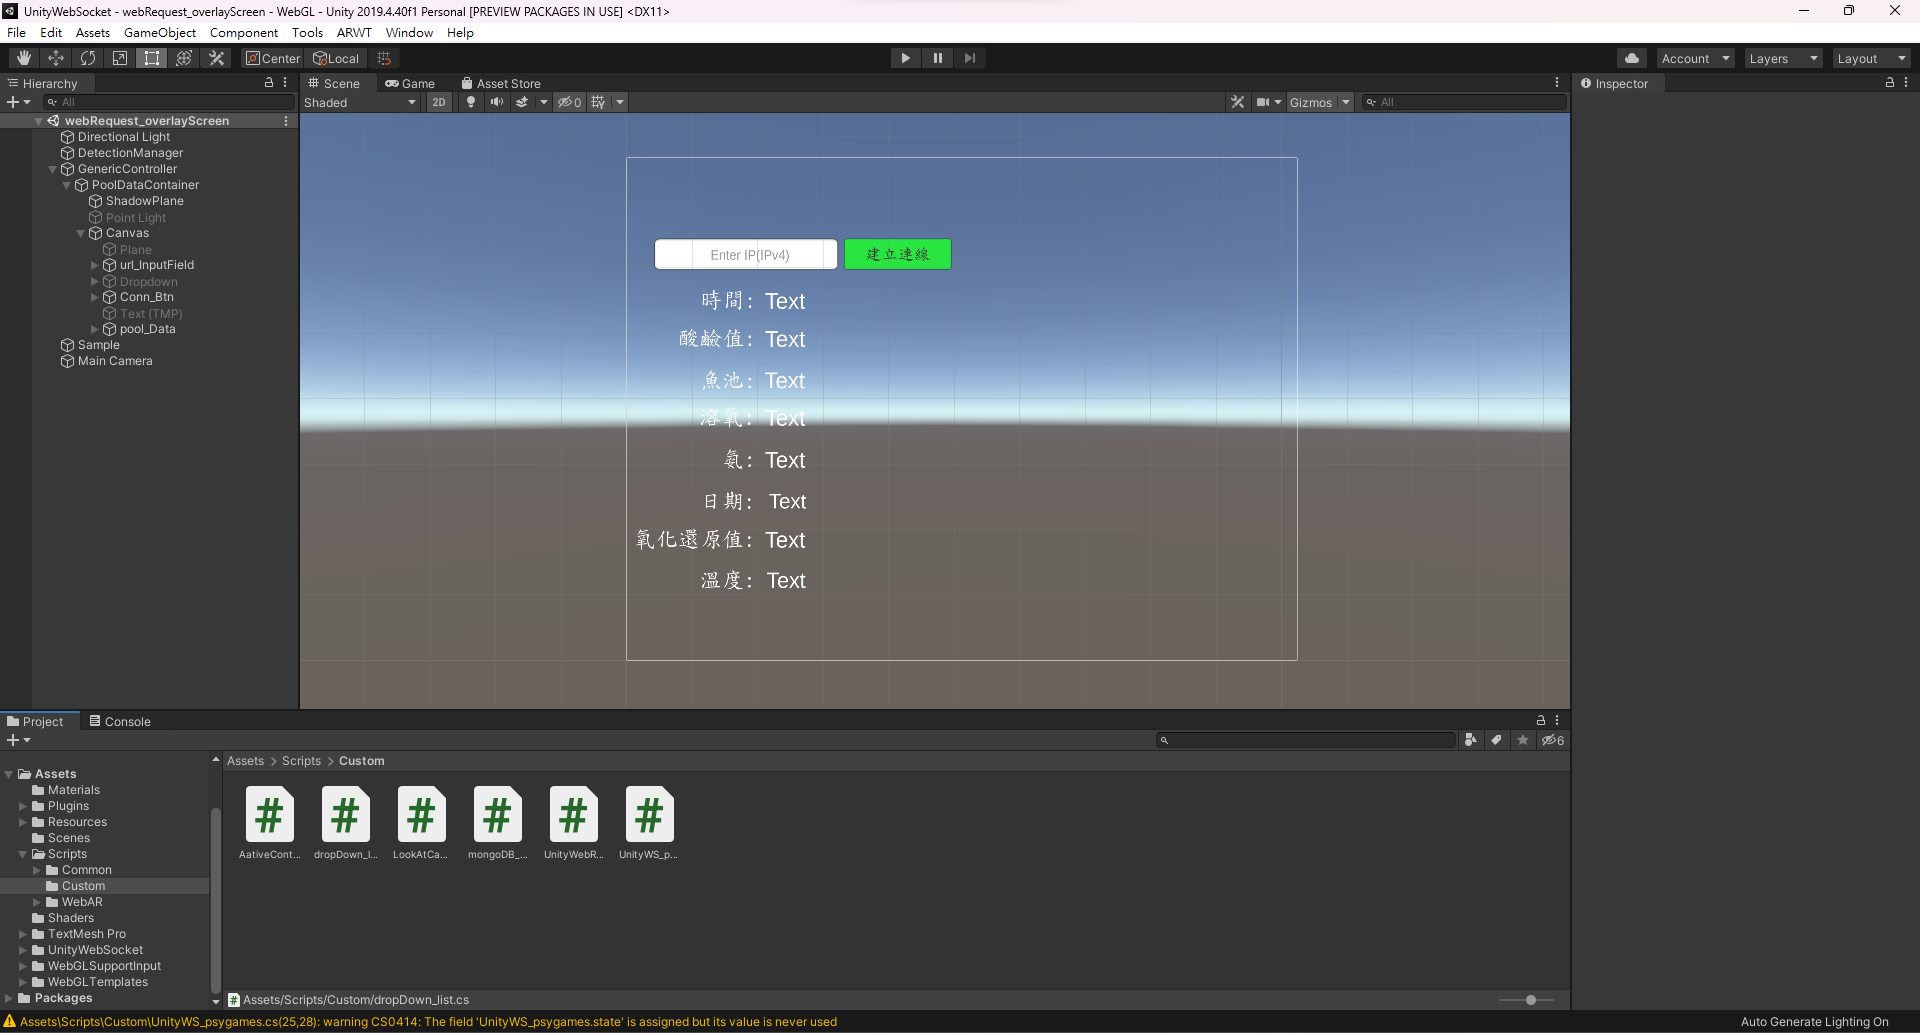 UnityWebSocket - webRequest_overlayScreen - WebGL - Unity 2019.4.40f1 Personal [PREVIEW PACKAGES IN USE] <DX11>
File Edit Assets GameObject Component Tools ARWT Window Help
Center Local Account Layers Layout
Hierarchy Scene Game Asset Store Inspector
All Shaded 2D 0 Gizmos All
webRequest_overlayScreen
Directional Light
DetectionManager
GenericController
PoolDataContainer
ShadowPlane
Point Light
Canvas
Plane
url_InputField
Dropdown
Conn_Btn
Text (TMP)
pool_Data
Sample
Main Camera
Enter IP(IPv4) 建立連線
時間: Text
酸鹼值: Text
魚池: Text
溶氧: Text
氨: Text
日期: Text
氧化還原值: Text
溫度: Text
Project Console
6
Assets
Materials
Plugins
Resources
Scenes
Scripts
Common
Custom
WebAR
Shaders
TextMesh Pro
UnityWebSocket
WebGLSupportInput
WebGLTemplates
Packages
Assets > Scripts > Custom
# # # # # #
AativeCont... dropDown_l... LookAtCa... mongoDB_... UnityWebR... UnityWS_p...
# Assets/Scripts/Custom/dropDown_list.cs
Assets\Scripts\Custom\UnityWS_psygames.cs(25,28): warning CS0414: The field 'UnityWS_psygames.state' is assigned but its value is never used
Auto Generate Lighting On